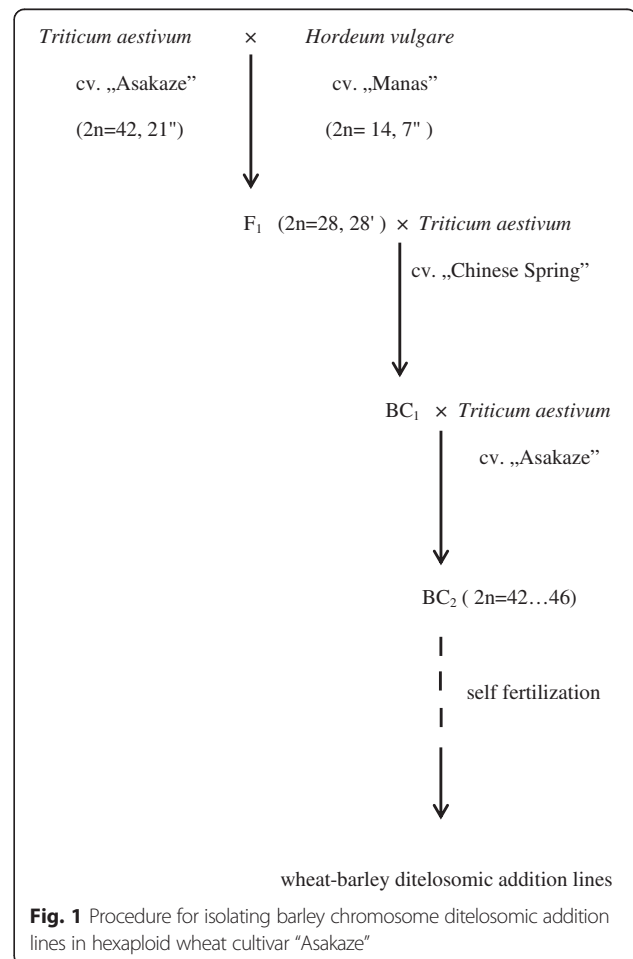 Triticum aestivum × Hordeum vulgare
cv. „Asakaze” cv. „Manas”
(2n=42, 21") (2n= 14, 7" )
F₁ (2n=28, 28' ) × Triticum aestivum
cv. „Chinese Spring”
BC₁ × Triticum aestivum
cv. „Asakaze”
BC₂ ( 2n=42…46)
self fertilization
wheat-barley ditelosomic addition lines
Fig. 1 Procedure for isolating barley chromosome ditelosomic addition
lines in hexaploid wheat cultivar “Asakaze”